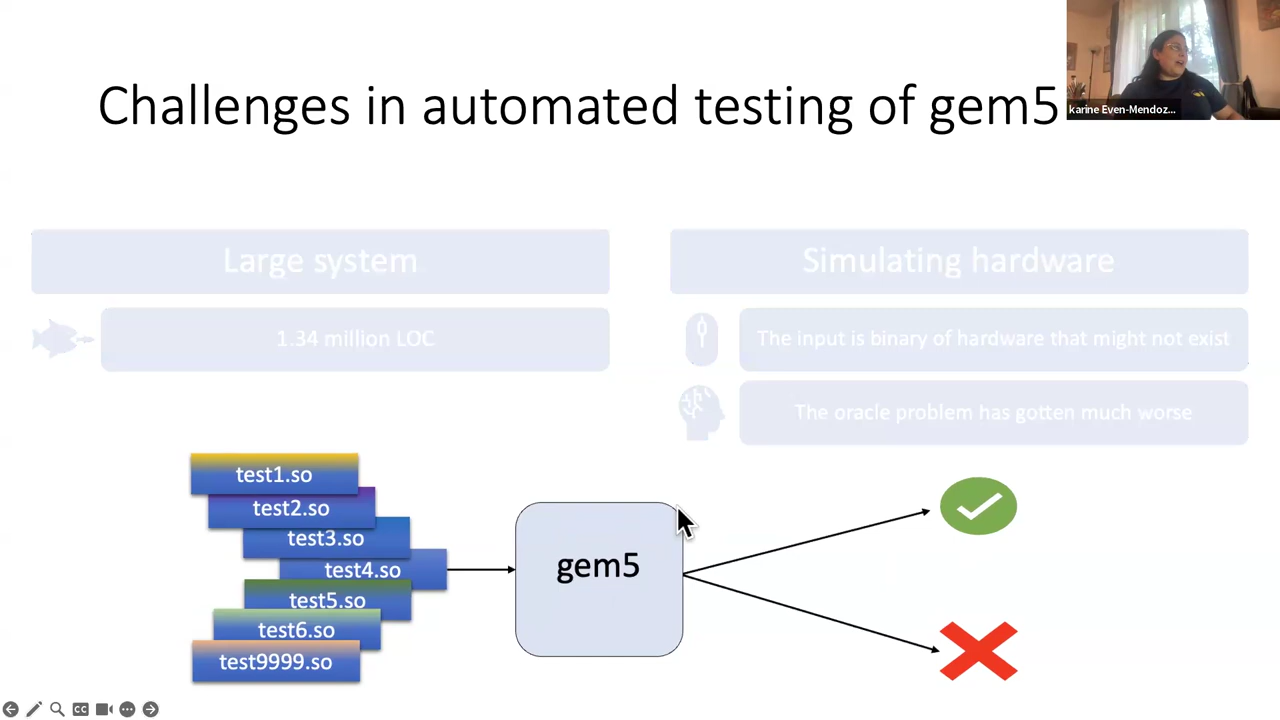 Challenges in automated testing of gem5
karine Even-Mendoz...
Large system
Simulating hardware
1.34 million LOC
The input is binary of hardware that might not exist
The oracle problem has gotten much worse
test1.so
test2.so
test3.so
test4.so
test5.so
test6.so
test9999.so
gem5
CC